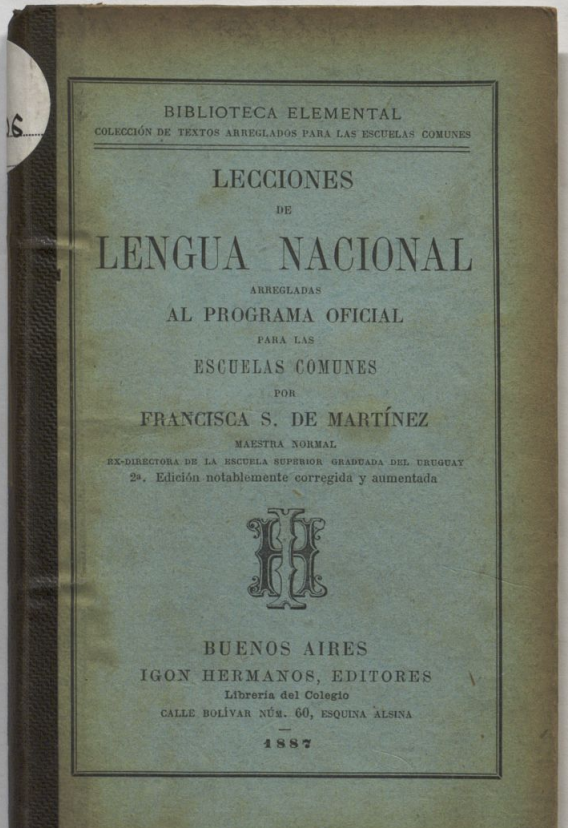 BIBLIOTECA ELEMENTAL
COLECCIÓN DE TEXTOS ARREGLADOS PARA LAS ESCUELAS COMUNES
LECCIONES
DE
LENGUA NACIONAL
ARREGLADAS
AL PROGRAMA OFICIAL
PARA LAS
ESCUELAS COMUNES
POR
FRANCISCA S. DE MARTÍNEZ
MAESTRA NORMAL
EX-DIRECTORA DE LA ESCUELA SUPERIOR GRADUADA DEL URUGUAY
2ª. Edición notablemente corregida y aumentada
BUENOS AIRES
IGON HERMANOS, EDITORES
Librería del Colegio
CALLE BOLÍVAR NÚM. 60, ESQUINA ALSINA
1887